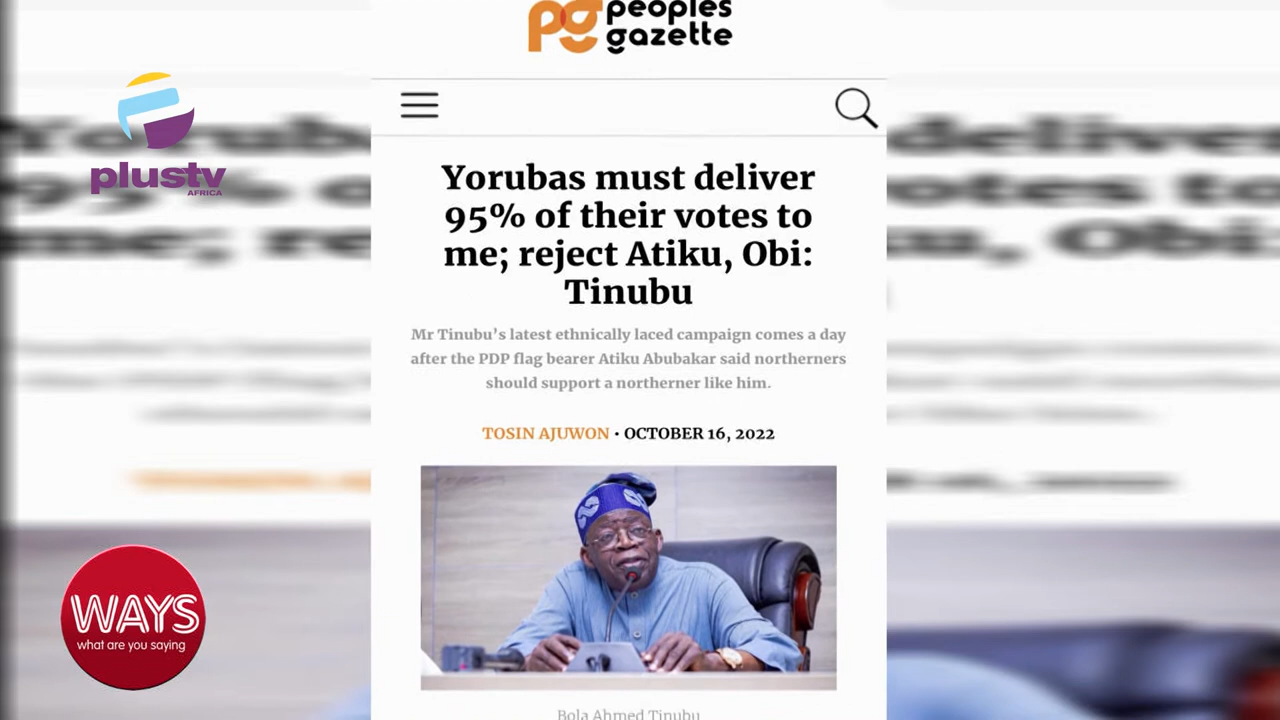 peoples
gazette
plustv
AFRICA
Yorubas must deliver
95% of their votes to
me; reject Atiku, Obi:
Tinubu
Mr Tinubu’s latest ethnically laced campaign comes a day
after the PDP flag bearer Atiku Abubakar said northerners
should support a northerner like him.
TOSIN AJUWON • OCTOBER 16, 2022
WAYS
what are you saying
Bola Ahmed Tinubu